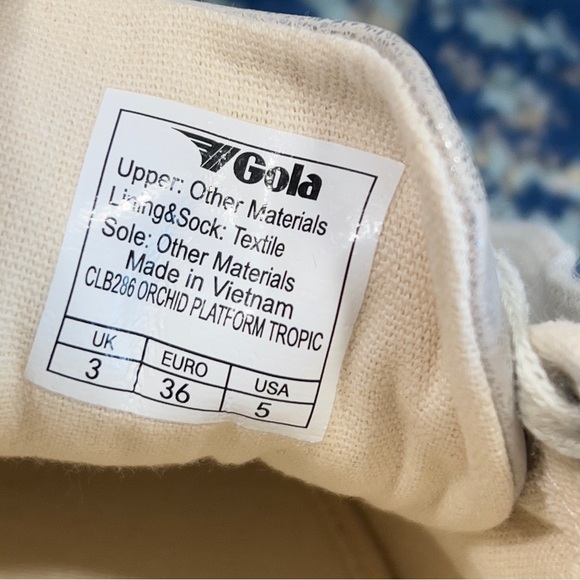 Gola
Upper: Other Materials
Lining&Sock: Textile
Sole: Other Materials
Made in Vietnam
CLB286 ORCHID PLATFORM TROPIC
UK EURO USA
3 36 5